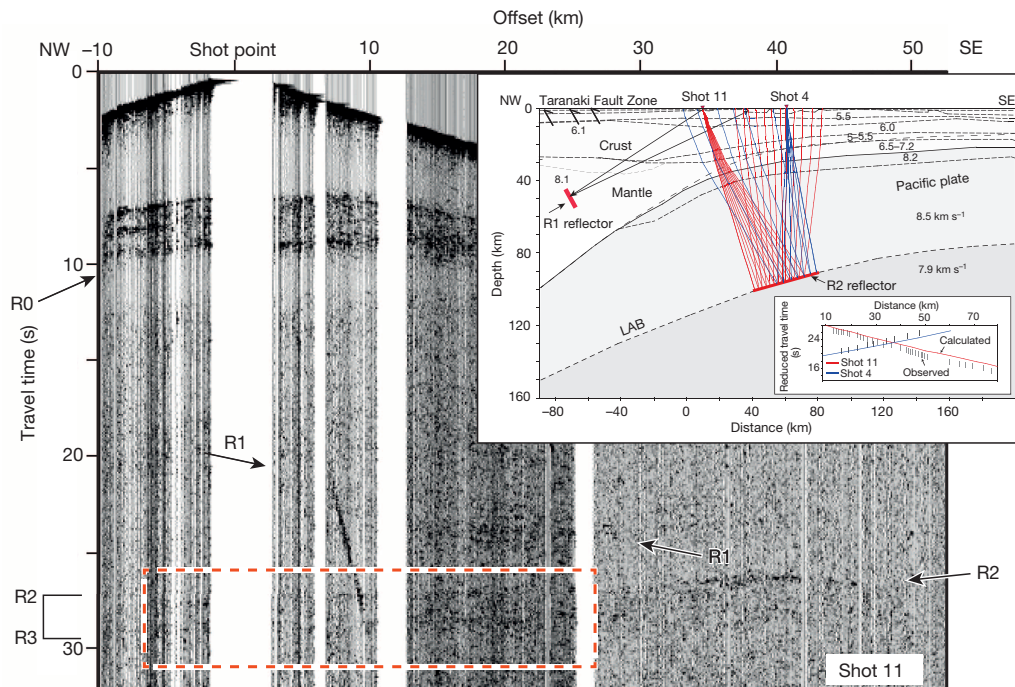 Offset (km)
NW −10 Shot point 10 20 30 40 50 SE
0
10
20
30
Travel time (s)
R0
R1
R2
R3
R1
R2
Shot 11
NW Taranaki Fault Zone Shot 11 Shot 4 SE
0
40
80
90
120
160
Depth (km)
6.1
5.5
6.0
5–5.5
6.5–7.2
8.2
Crust
8.1
Mantle
Pacific plate
R1 reflector
8.5 km s⁻¹
7.9 km s⁻¹
R2 reflector
LAB
−80 −40 0 40 80 120 160
Distance (km)
Distance (km)
10 30 50 70
Reduced travel time
(s)
24
16
Calculated
Observed
Shot 11
Shot 4